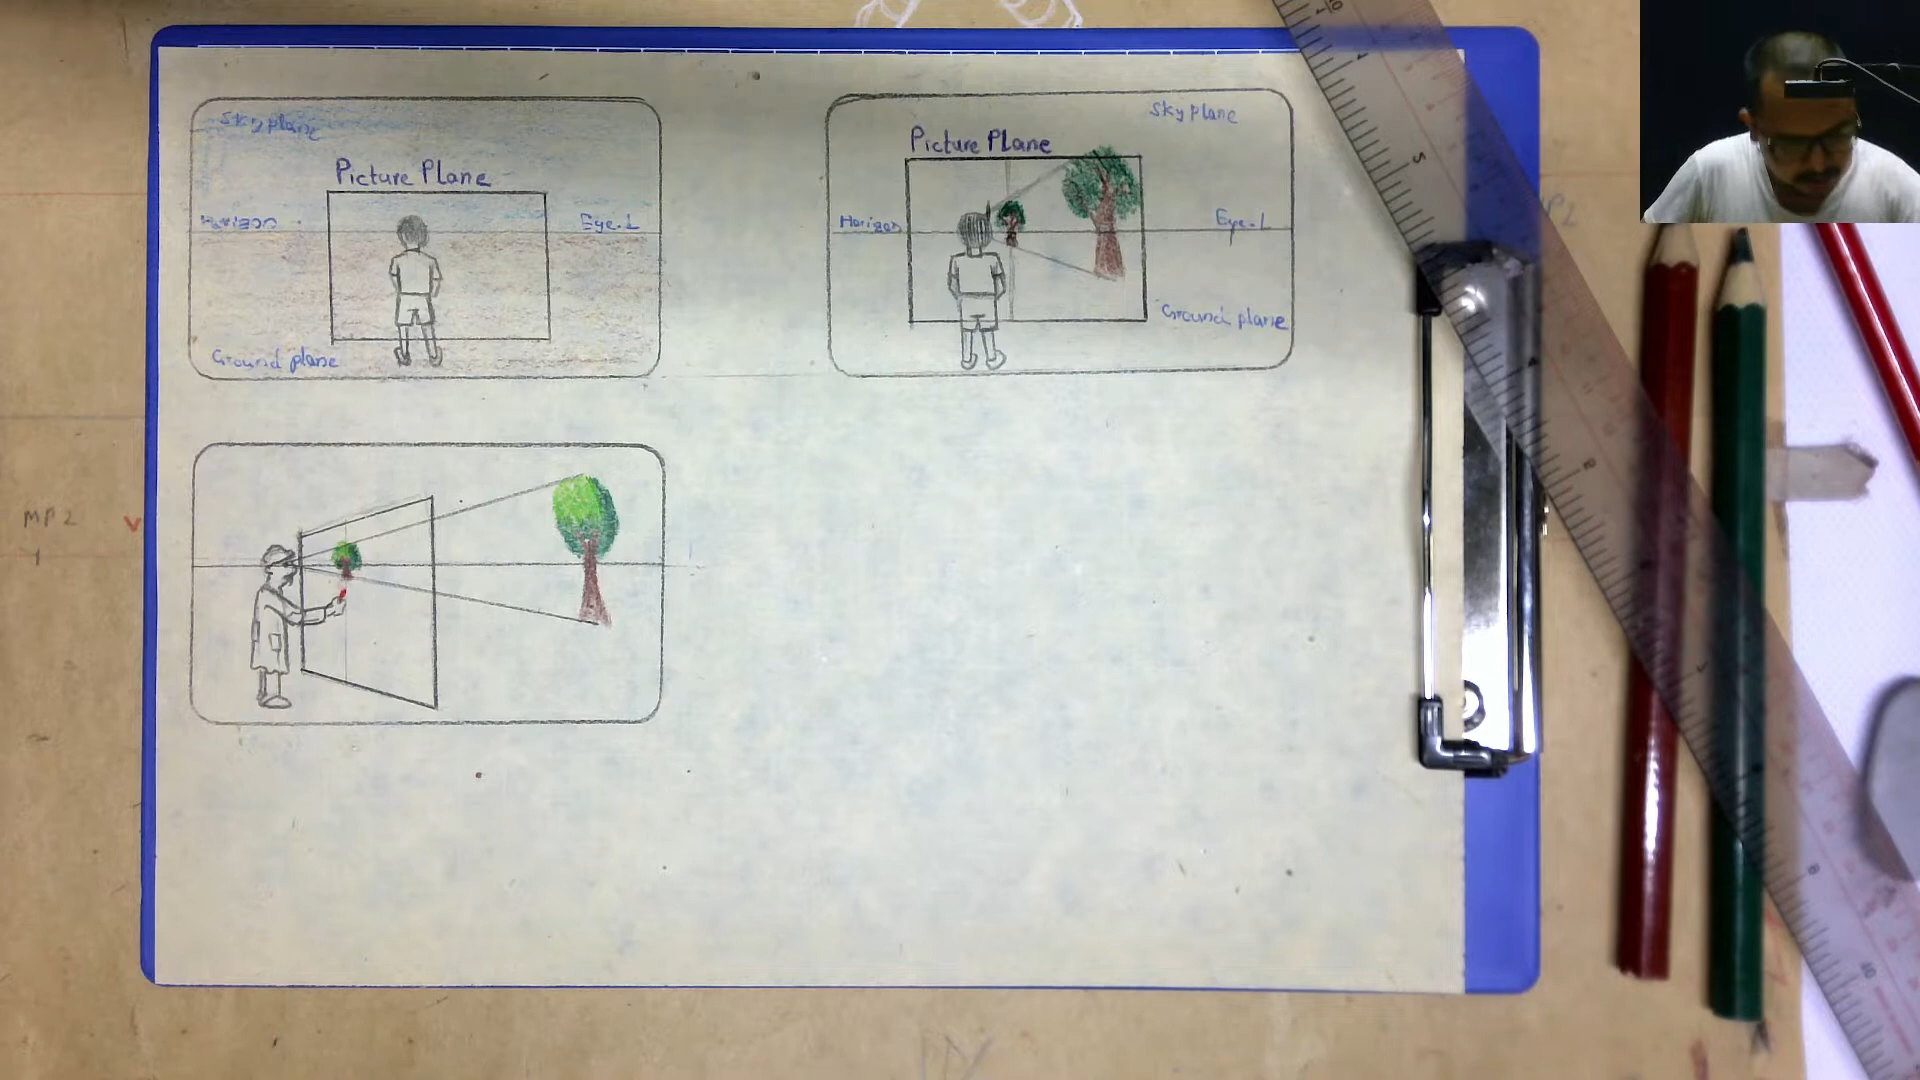 Sky plane
Picture Plane
Horizon
Eye.L
Ground plane
Sky plane
Picture Plane
Horizon
Eye.L
Ground plane
MP2